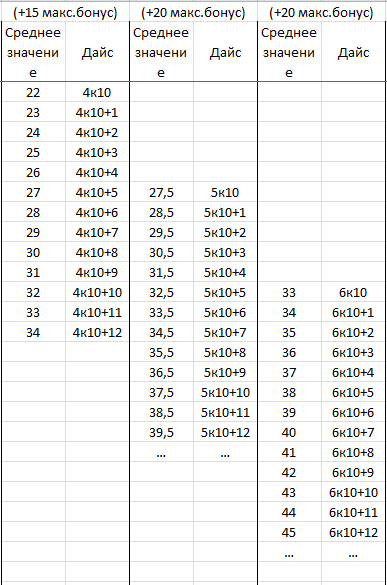 (+15 макс.бонус) (+20 макс.бонус) (+20 макс.бонус)
Среднее Среднее Среднее
значени Дайс значени Дайс значени Дайс
е е е
22 4к10
23 4к10+1
24 4к10+2
25 4к10+3
26 4к10+4
27 4к10+5 27,5 5к10
28 4к10+6 28,5 5к10+1
29 4к10+7 29,5 5к10+2
30 4к10+8 30,5 5к10+3
31 4к10+9 31,5 5к10+4
32 4к10+10 32,5 5к10+5 33 6к10
33 4к10+11 33,5 5к10+6 34 6к10+1
34 4к10+12 34,5 5к10+7 35 6к10+2
35,5 5к10+8 36 6к10+3
36,5 5к10+9 37 6к10+4
37,5 5к10+10 38 6к10+5
38,5 5к10+11 39 6к10+6
39,5 5к10+12 40 6к10+7
... ... 41 6к10+8
42 6к10+9
43 6к10+10
44 6к10+11
45 6к10+12
... ...